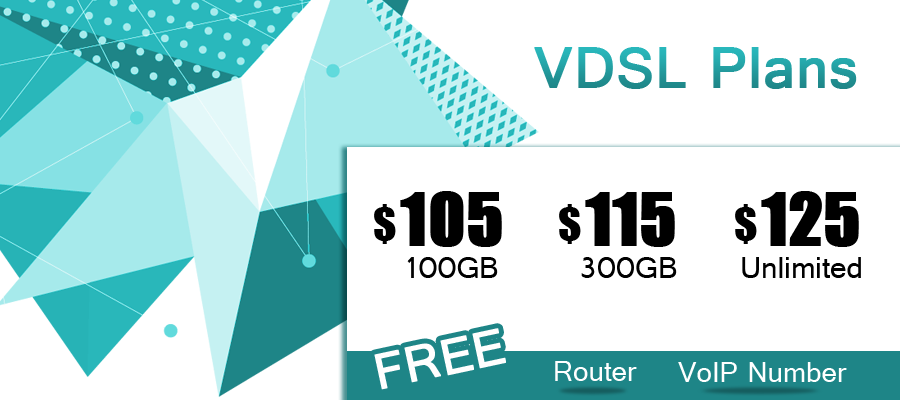 VDSL Plans
$105 $115 $125
100GB 300GB Unlimited
FREE Router VoIP Number